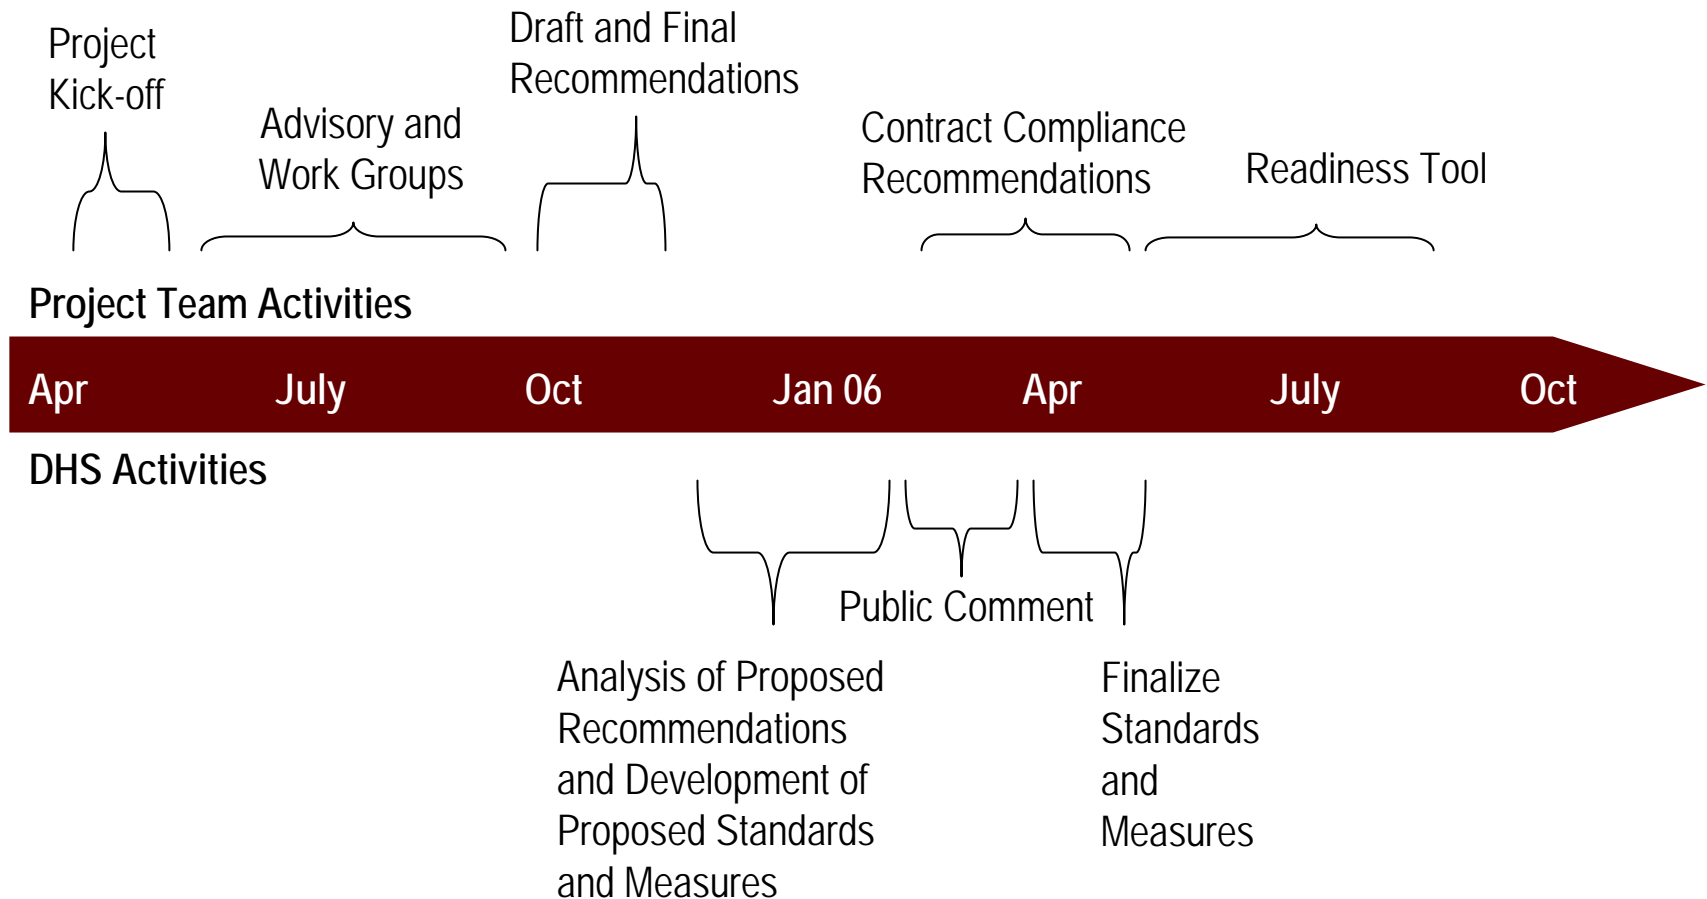 Project
Kick-off
Advisory and
Work Groups
Draft and Final
Recommendations
Contract Compliance
Recommendations
Readiness Tool
Project Team Activities
Apr July Oct Jan 06 Apr July Oct
DHS Activities
Public Comment
Analysis of Proposed
Recommendations
and Development of
Proposed Standards
and Measures
Finalize
Standards
and
Measures